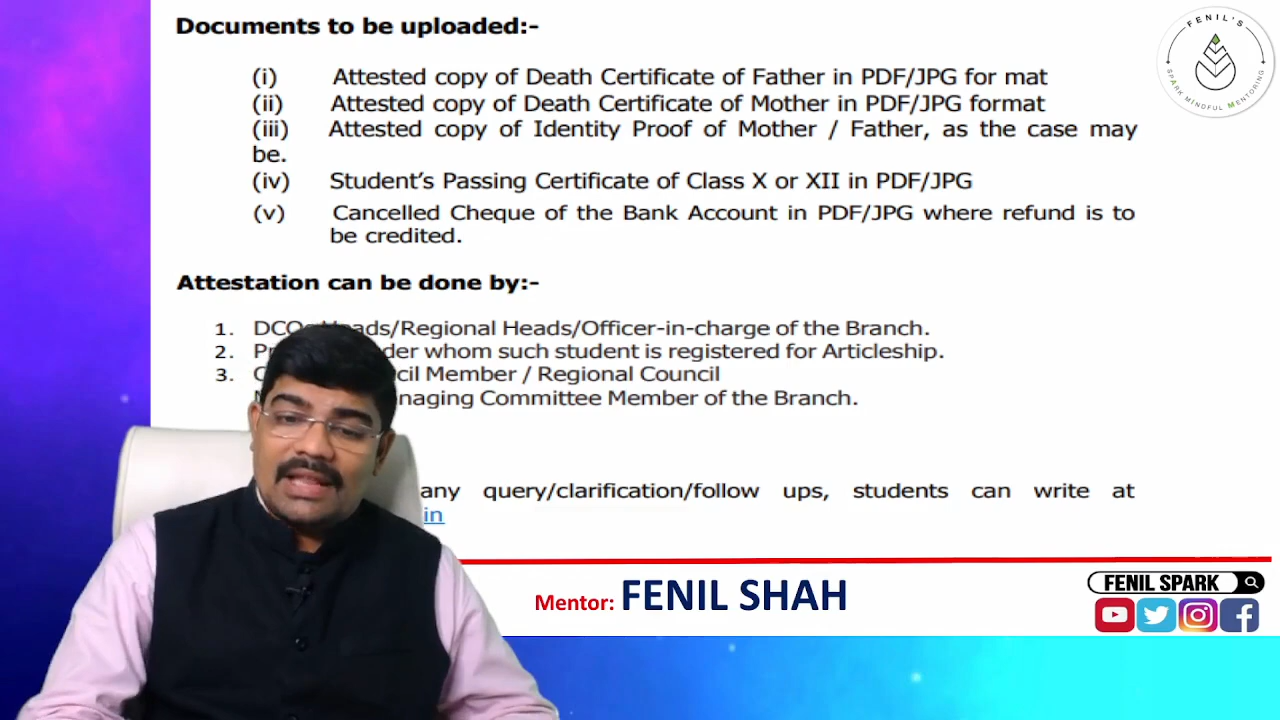 Documents to be uploaded:-
FENIL'S
SPARK MINDFUL MENTORING
(i) Attested copy of Death Certificate of Father in PDF/JPG for mat
(ii) Attested copy of Death Certificate of Mother in PDF/JPG format
(iii) Attested copy of Identity Proof of Mother / Father, as the case may
be.
(iv) Student's Passing Certificate of Class X or XII in PDF/JPG
(v) Cancelled Cheque of the Bank Account in PDF/JPG where refund is to
be credited.
Attestation can be done by:-
1. Heads/Regional Heads/Officer-in-charge of the Branch.
2. whom such student is registered for Articleship.
3. Member / Regional Council
Committee Member of the Branch.
any query/clarification/follow ups, students can write at
in
Mentor: FENIL SHAH
FENIL SPARK